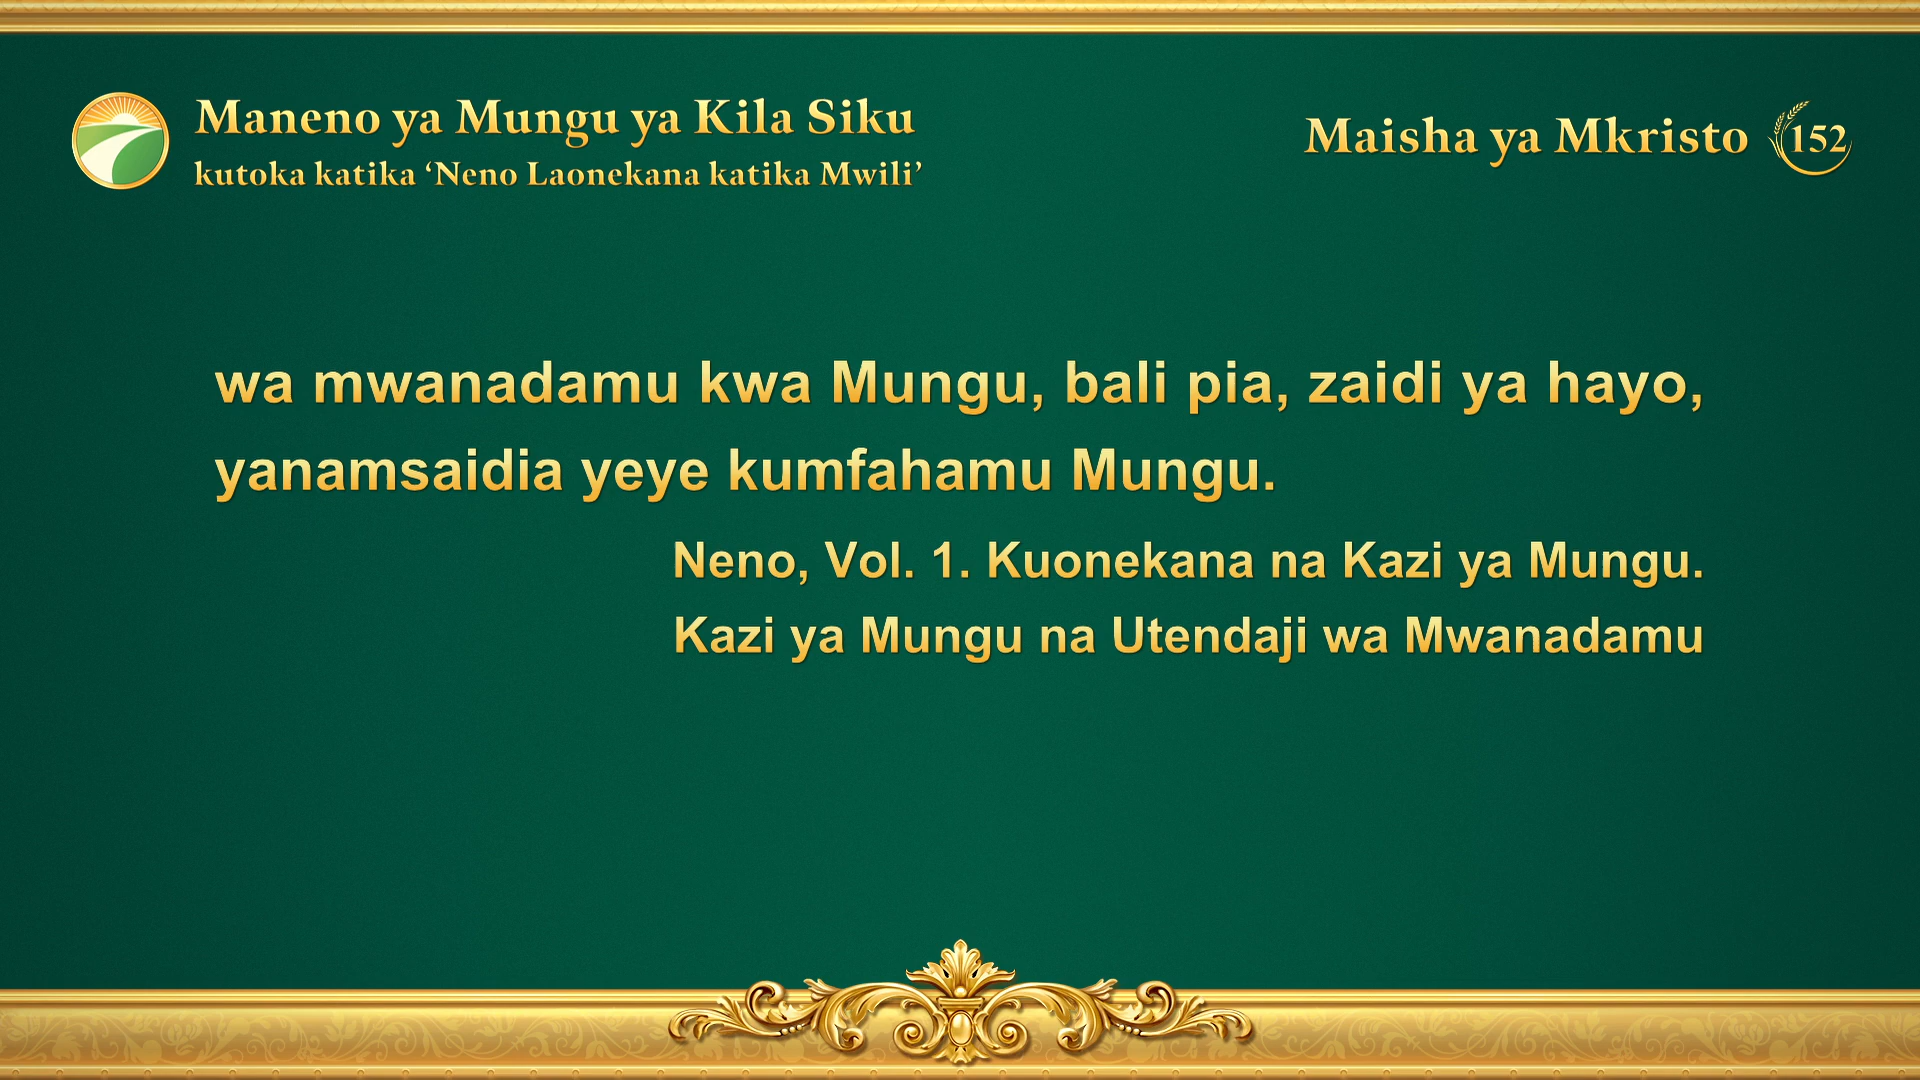 Maneno ya Mungu ya Kila Siku
kutoka katika ‘Neno Laonekana katika Mwili’
Maisha ya Mkristo 152
wa mwanadamu kwa Mungu, bali pia, zaidi ya hayo,
yanamsaidia yeye kumfahamu Mungu.
Neno, Vol. 1. Kuonekana na Kazi ya Mungu.
Kazi ya Mungu na Utendaji wa Mwanadamu